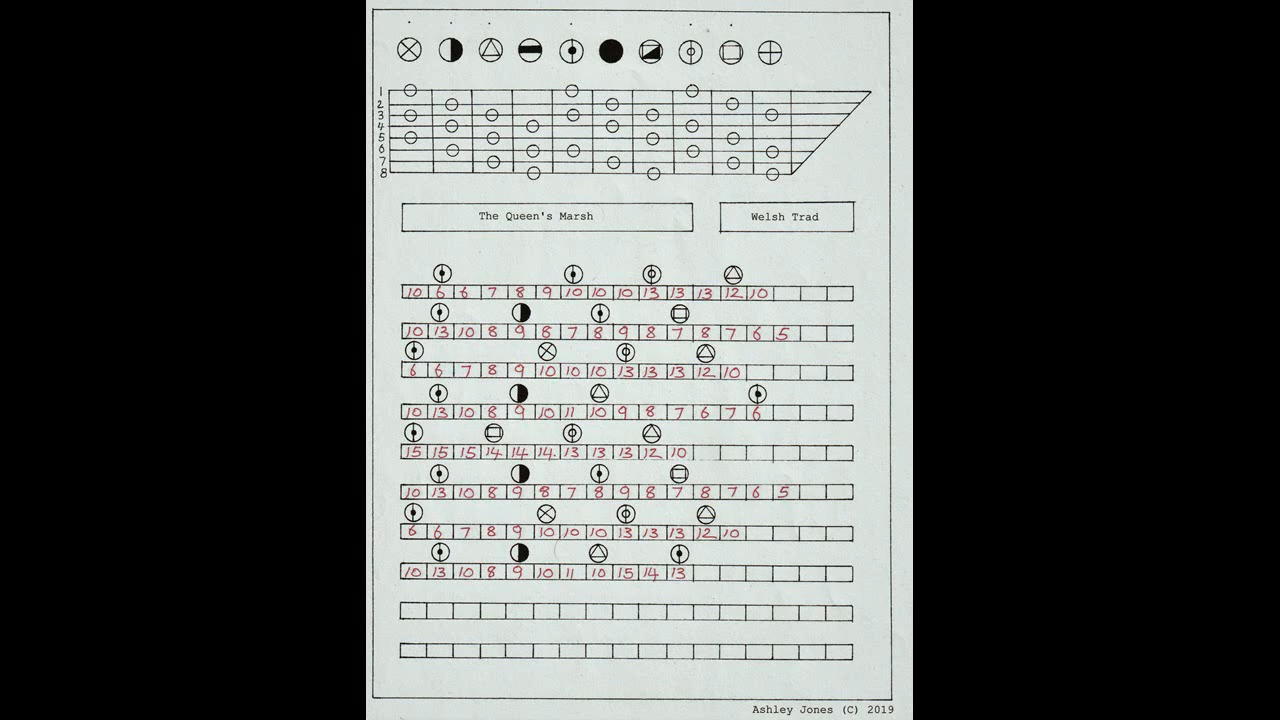 1
2
3
4
5
6
7
8
The Queen's Marsh Welsh Trad
10 6 6 7 8 9 10 10 10 13 13 13 12 10
10 13 10 8 9 8 7 8 9 8 7 8 7 6 5
6 6 7 8 9 10 10 10 13 13 13 12 10
10 13 10 8 9 10 11 10 9 8 7 6 7 6
15 15 15 14 14 14. 13 13 13 12 10
10 13 10 8 9 8 7 8 9 8 7 8 7 6 5
6 6 7 8 9 10 10 10 13 13 13 12 10
10 13 10 8 9 10 11 10 15 14 13
Ashley Jones (C) 2019